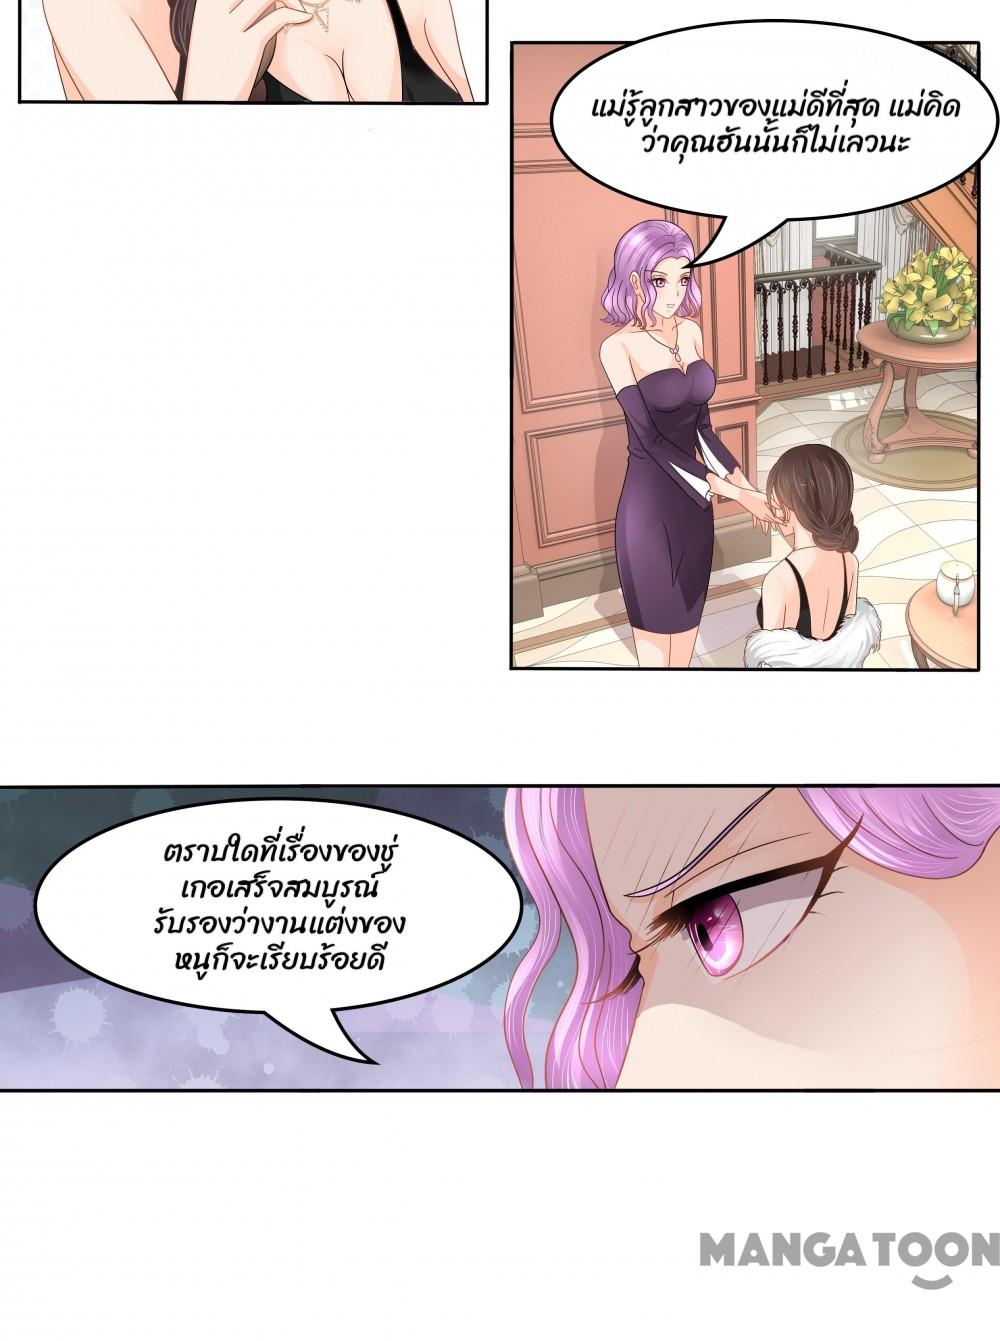 แม่รู้ลูกสาวของแม่ดีที่สุด แม่คิด
ว่าคุณฮันนั้นก็ไม่เลวนะ
ตราบใดที่เรื่องของชู่
เกอเสร็จสมบูรณ์
รับรองว่างานแต่งของ
หนูก็จะเรียบร้อยดี
MANGATOON